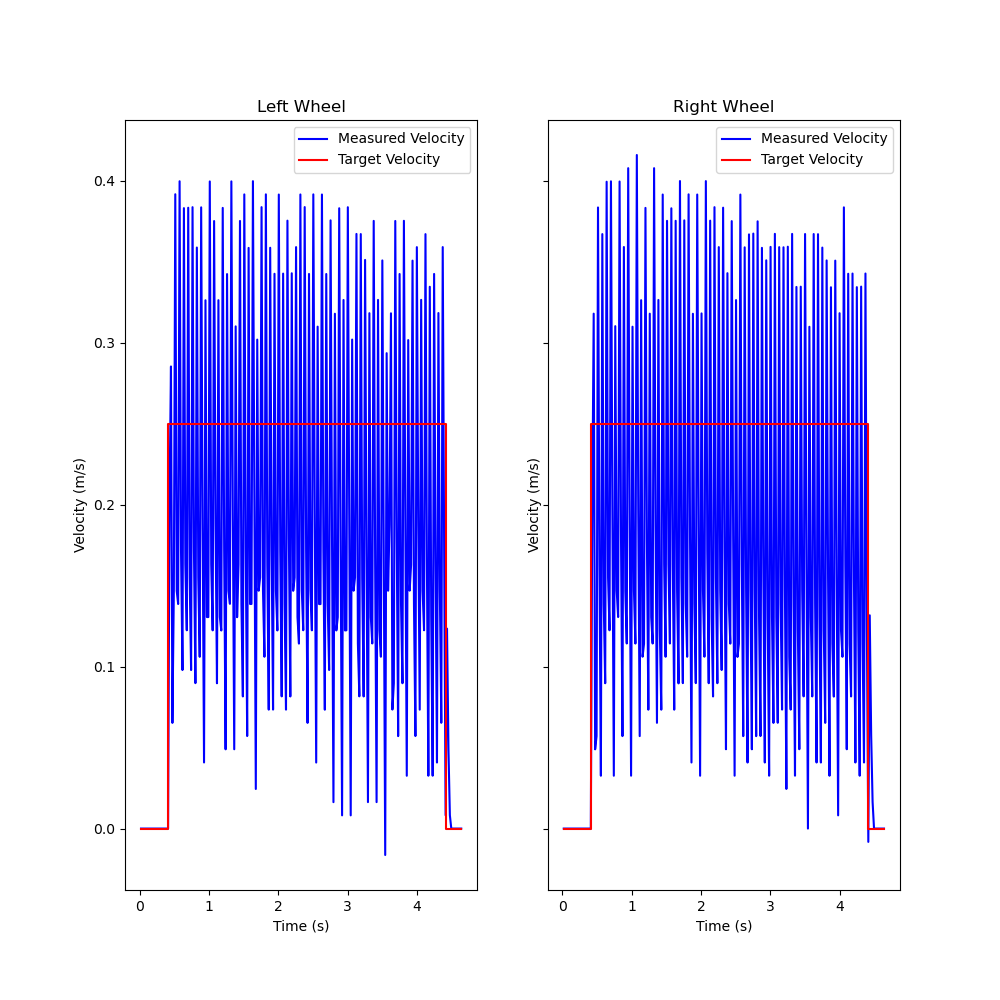 Left Wheel
Measured Velocity
Target Velocity
Velocity (m/s)
0.4
0.3
0.2
0.1
0.0
0 1 2 3 4
Time (s)
Right Wheel
Measured Velocity
Target Velocity
Velocity (m/s)
0 1 2 3 4
Time (s)